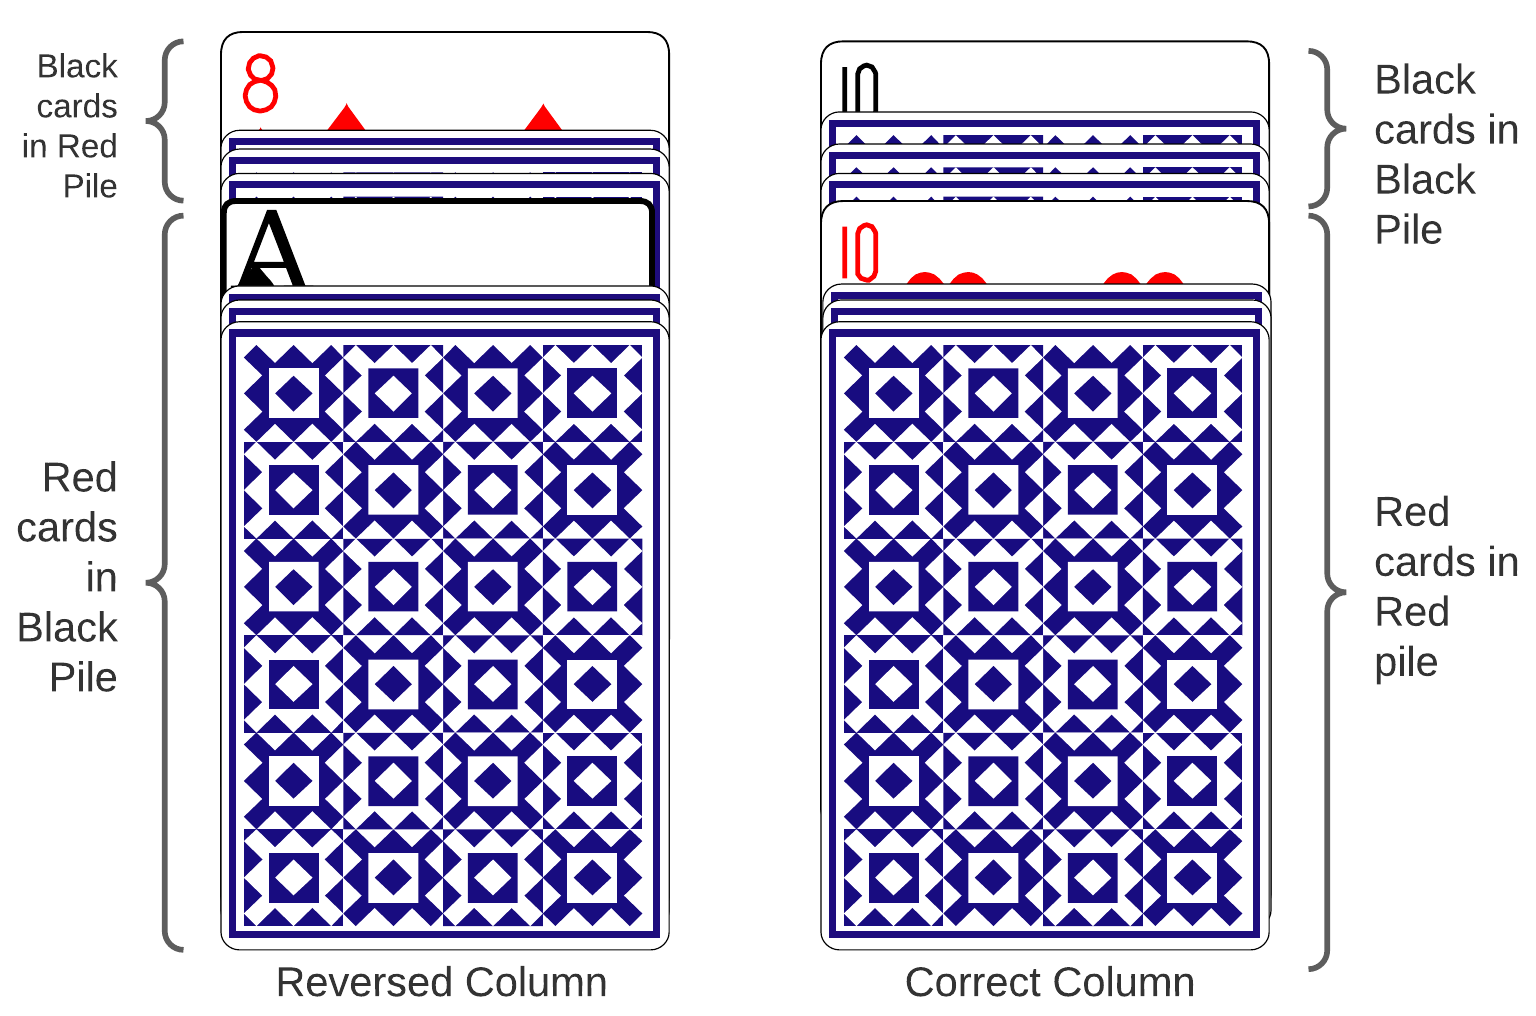 Black
cards
in Red
Pile
8
A
Red
cards
in
Black
Pile
Reversed Column
10
10
Black
cards in
Black
Pile
Red
cards in
Red
pile
Correct Column